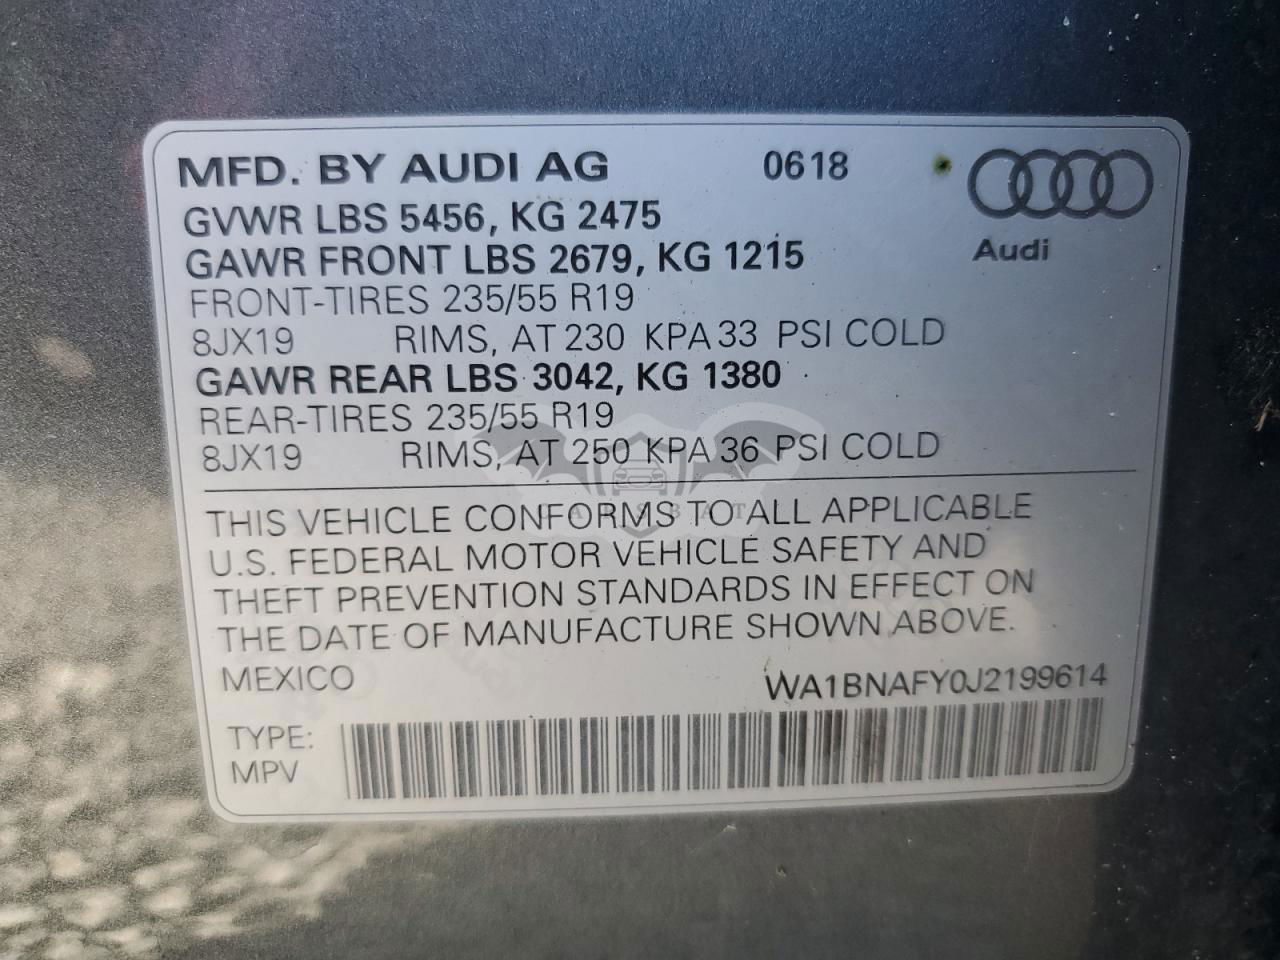 MFD. BY AUDI AG 0618
Audi
GVWR LBS 5456, KG 2475
GAWR FRONT LBS 2679, KG 1215
FRONT-TIRES 235/55 R19
8JX19 RIMS, AT 230 KPA 33 PSI COLD
GAWR REAR LBS 3042, KG 1380
REAR-TIRES 235/55 R19
8JX19 RIMS, AT 250 KPA 36 PSI COLD
CARSBAT
THIS VEHICLE CONFORMS TO ALL APPLICABLE
U.S. FEDERAL MOTOR VEHICLE SAFETY AND
THEFT PREVENTION STANDARDS IN EFFECT ON
THE DATE OF MANUFACTURE SHOWN ABOVE.
MEXICO WA1BNAFY0J2199614
TYPE:
MPV